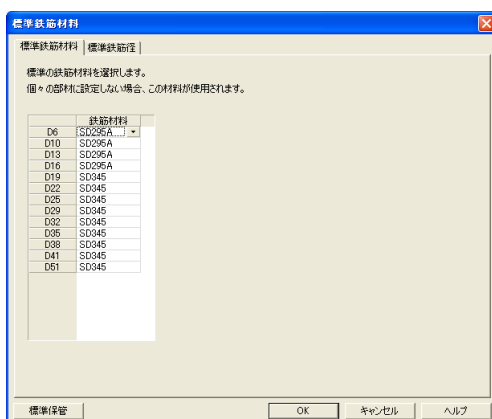 標準鉄筋材料
標準鉄筋材料 標準鉄筋径
標準の鉄筋材料を選択します。
個々の部材に設定しない場合、この材料が使用されます。
鉄筋材料
D6 SD295A
D10 SD295A
D13 SD295A
D16 SD295A
D19 SD345
D22 SD345
D25 SD345
D29 SD345
D32 SD345
D35 SD345
D38 SD345
D41 SD345
D51 SD345
標準保管 OK キャンセル ヘルプ